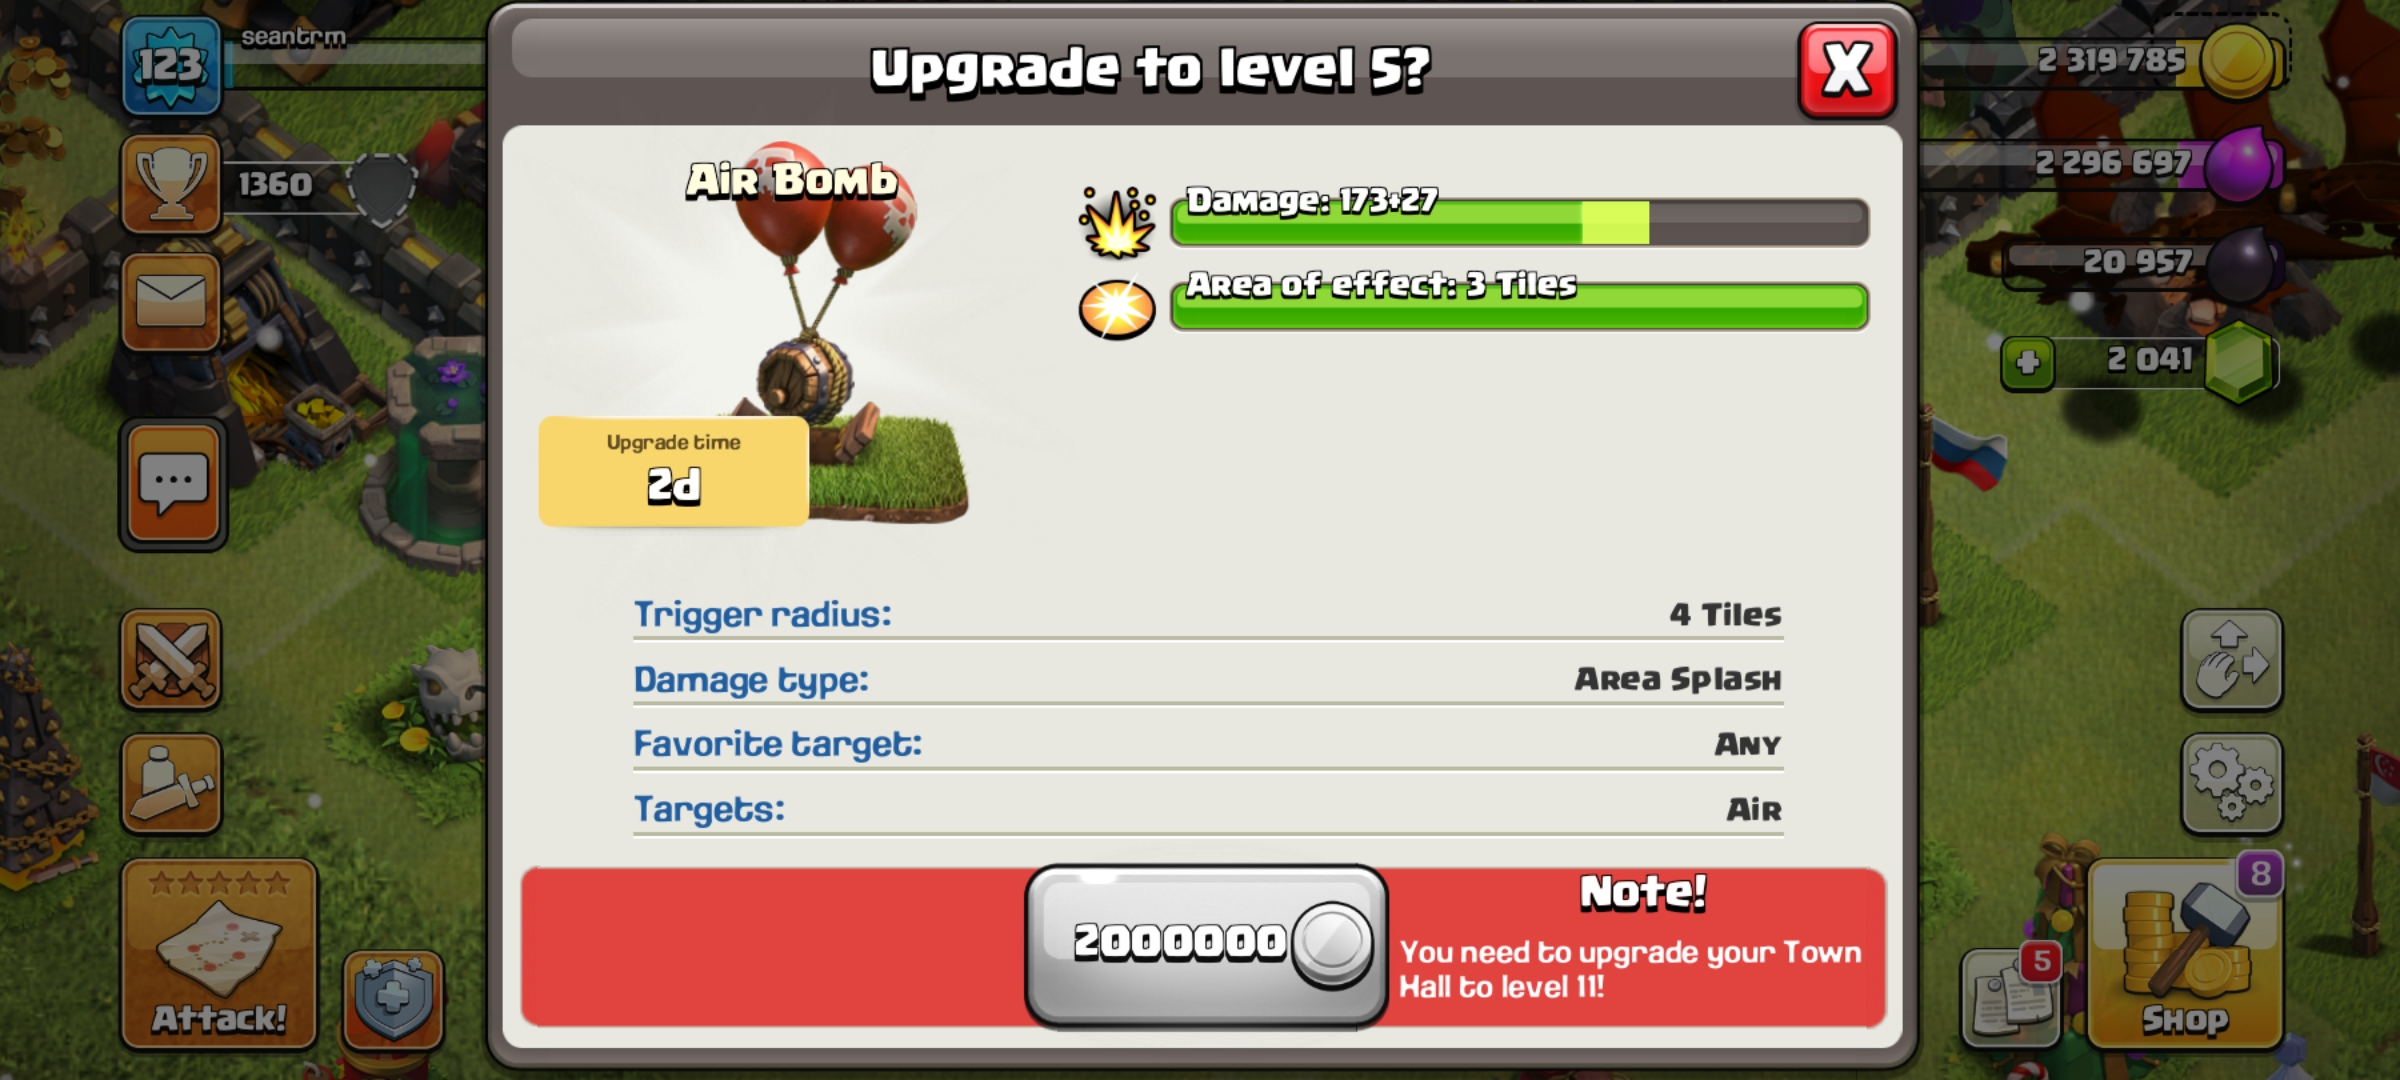 123
seantrm
1360
Attack!
Upgrade to level 5?
X
Air Bomb
Upgrade time
2d
Damage: 173+27
Area of effect: 3 Tiles
Trigger radius: 4 Tiles
Damage type: Area Splash
Favorite target: Any
Targets: Air
2000000
Note!
You need to upgrade your Town
Hall to level 11!
2 319 785
2 296 697
20 957
2 041
5
8
Shop